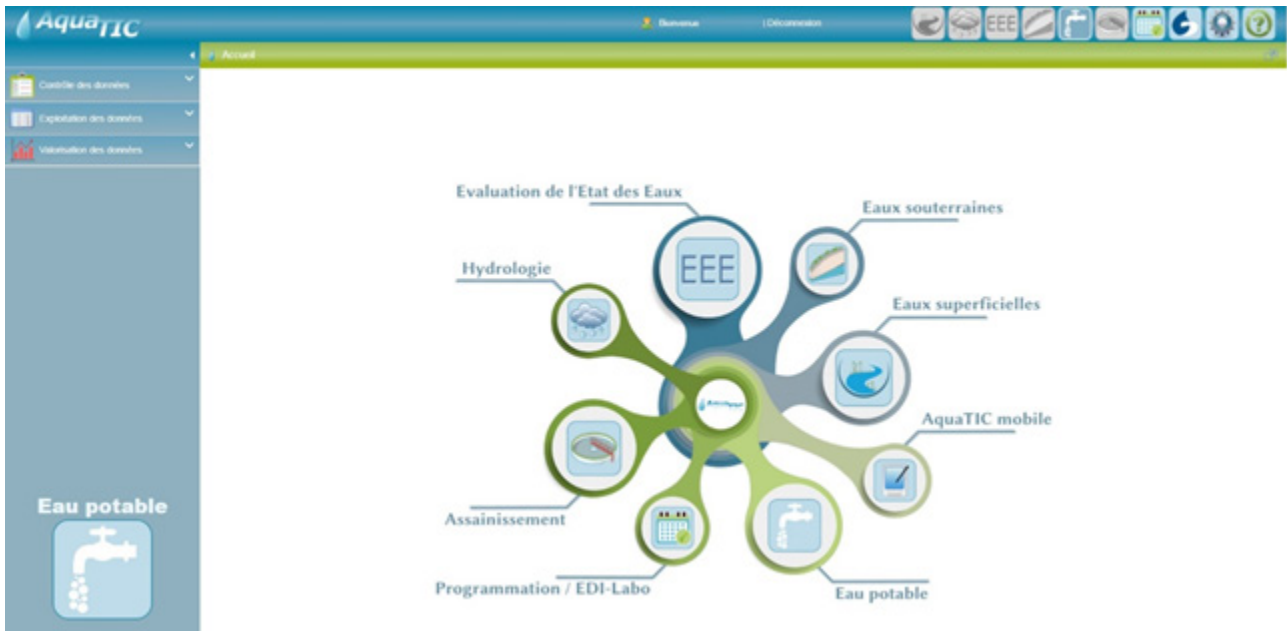 AquaTIC
Bienvenue
| Déconnexion
EEE
Accueil
Contrôle des données
Exploitation des données
Valorisation des données
Evaluation de l'Etat des Eaux
Eaux souterraines
EEE
Hydrologie
Eaux superficielles
AquaTIC mobile
Assainissement
Programmation / EDI-Labo
Eau potable
Eau potable